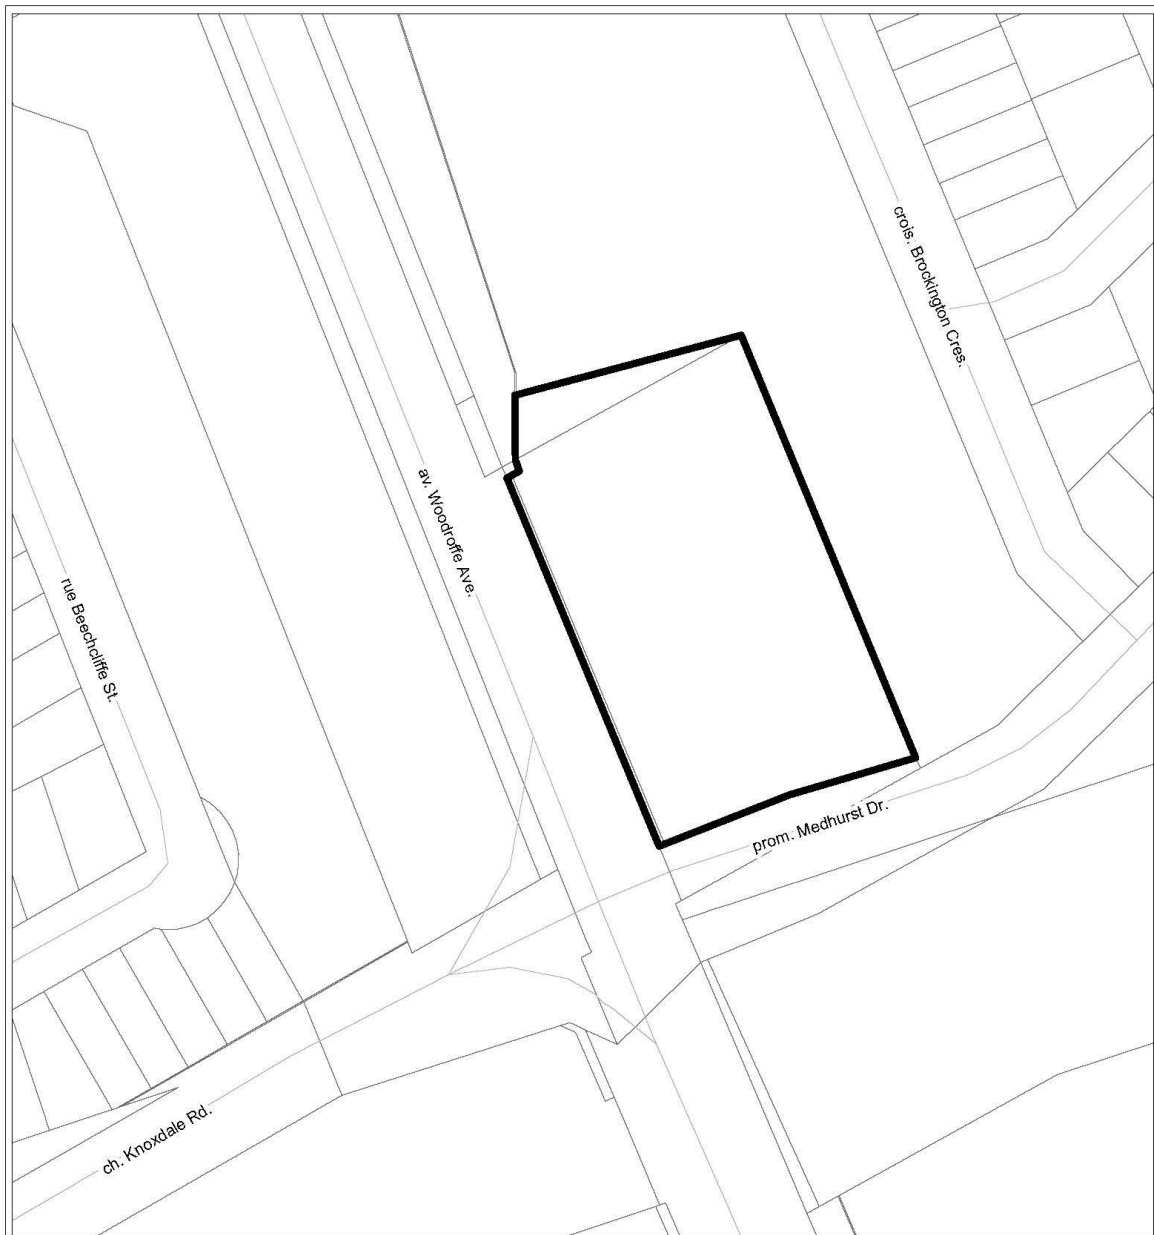 crois. Brockington Cres.
av. Woodroffe Ave.
rue Beechcliffe St.
prom. Medhurst Dr.
ch. Knoxdale Rd.